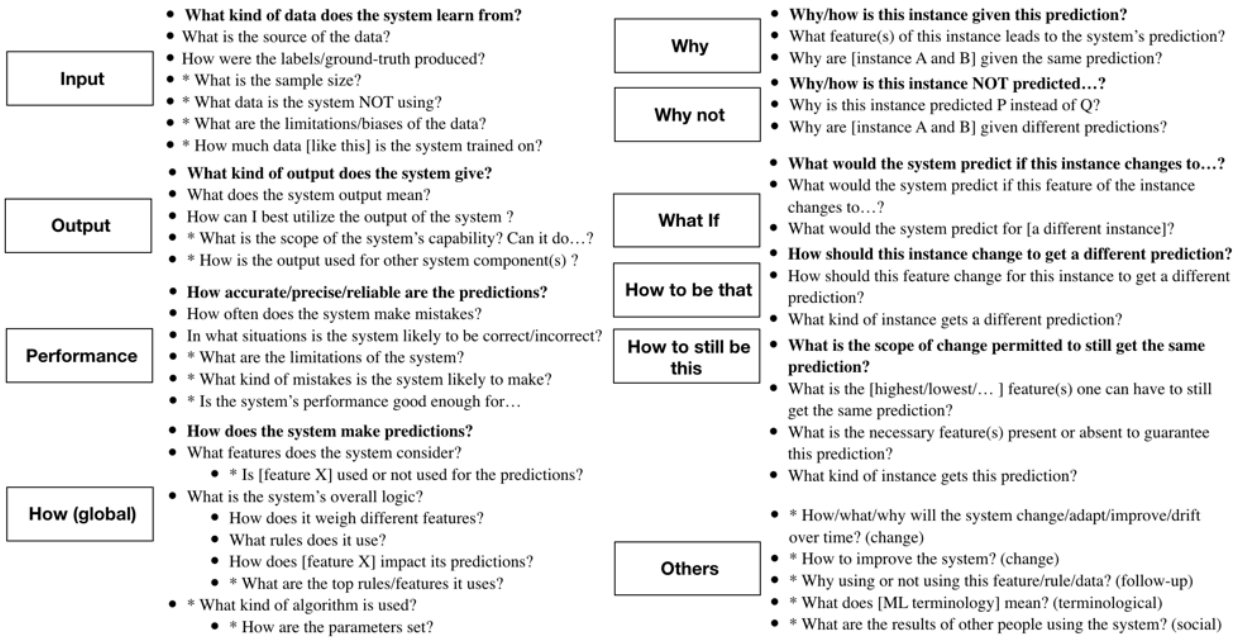 Input
• What kind of data does the system learn from?
• What is the source of the data?
• How were the labels/ground-truth produced?
• * What is the sample size?
• * What data is the system NOT using?
• * What are the limitations/biases of the data?
• * How much data [like this] is the system trained on?
Output
• What kind of output does the system give?
• What does the system output mean?
• How can I best utilize the output of the system ?
• * What is the scope of the system's capability? Can it do…?
• * How is the output used for other system component(s) ?
Performance
• How accurate/precise/reliable are the predictions?
• How often does the system make mistakes?
• In what situations is the system likely to be correct/incorrect?
• * What are the limitations of the system?
• * What kind of mistakes is the system likely to make?
• * Is the system's performance good enough for…
How (global)
• How does the system make predictions?
• What features does the system consider?
• * Is [feature X] used or not used for the predictions?
• What is the system's overall logic?
• How does it weigh different features?
• What rules does it use?
• How does [feature X] impact its predictions?
• * What are the top rules/features it uses?
• * What kind of algorithm is used?
• * How are the parameters set?
Why
• Why/how is this instance given this prediction?
• What feature(s) of this instance leads to the system's prediction?
• Why are [instance A and B] given the same prediction?
Why not
• Why/how is this instance NOT predicted…?
• Why is this instance predicted P instead of Q?
• Why are [instance A and B] given different predictions?
What If
• What would the system predict if this instance changes to…?
• What would the system predict if this feature of the instance
changes to…?
• What would the system predict for [a different instance]?
How to be that
• How should this instance change to get a different prediction?
• How should this feature change for this instance to get a different
prediction?
• What kind of instance gets a different prediction?
How to still be
this
• What is the scope of change permitted to still get the same
prediction?
• What is the [highest/lowest/… ] feature(s) one can have to still
get the same prediction?
• What is the necessary feature(s) present or absent to guarantee
this prediction?
• What kind of instance gets this prediction?
Others
• * How/what/why will the system change/adapt/improve/drift
over time? (change)
• * How to improve the system? (change)
• * Why using or not using this feature/rule/data? (follow-up)
• * What does [ML terminology] mean? (terminological)
• * What are the results of other people using the system? (social)